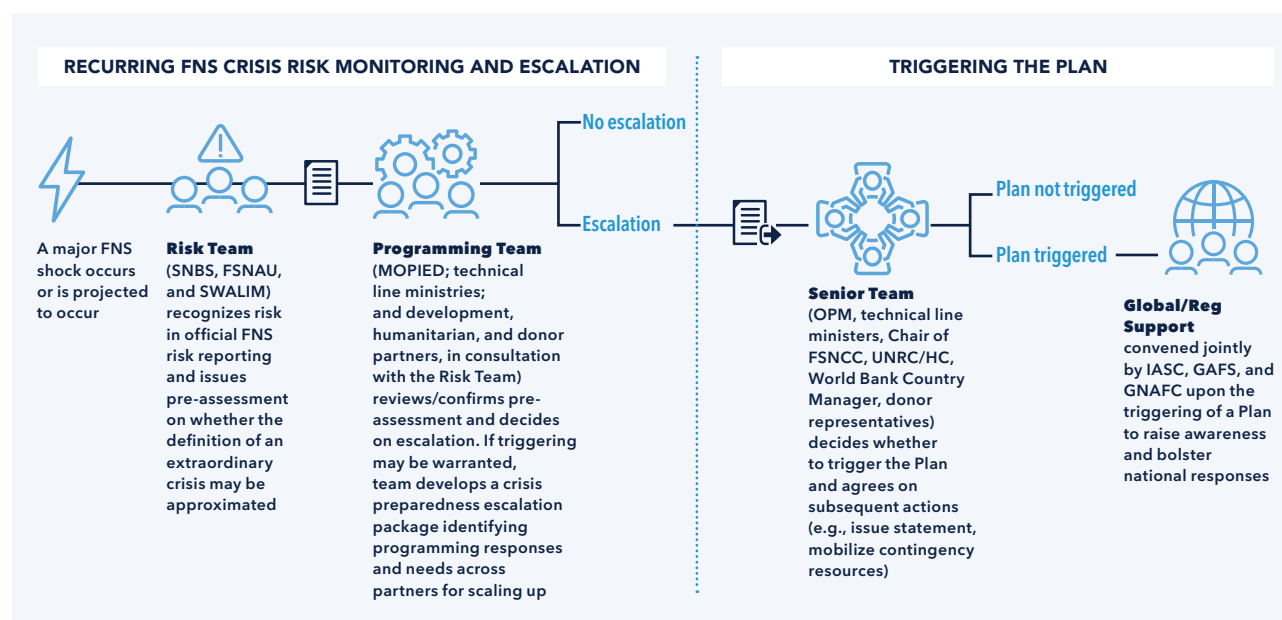 RECURRING FNS CRISIS RISK MONITORING AND ESCALATION
A major FNS
shock occurs
or is projected
to occur
Risk Team
(SNBS, FSNAU,
and SWALIM)
recognizes risk
in official FNS
risk reporting
and issues
pre-assessment
on whether the
definition of an
extraordinary
crisis may be
approximated
Programming Team
(MOPIED; technical
line ministries;
and development,
humanitarian, and donor
partners, in consultation
with the Risk Team)
reviews/confirms pre-
assessment and decides
on escalation. If triggering
may be warranted,
team develops a crisis
preparedness escalation
package identifying
programming responses
and needs across
partners for scaling up
No escalation
Escalation
TRIGGERING THE PLAN
Senior Team
(OPM, technical line
ministers, Chair of
FSNCC, UNRC/HC,
World Bank Country
Manager, donor
representatives)
decides whether
to trigger the Plan
and agrees on
subsequent actions
(e.g., issue statement,
mobilize contingency
resources)
Plan not triggered
Plan triggered
Global/Reg
Support
convened jointly
by IASC, GAFS, and
GNAFC upon the
triggering of a Plan
to raise awareness
and bolster
national responses